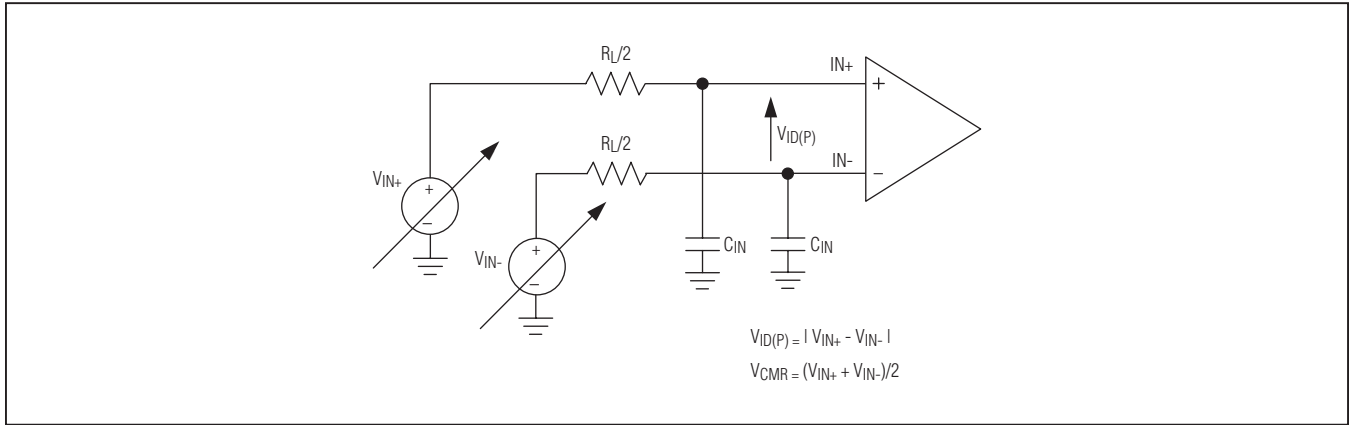 RL/2
IN+
+
VID(P)
RL/2
IN-
−
VIN+
+
−
VIN-
+
−
CIN
CIN
VID(P) = | VIN+ - VIN- |
VCMR = (VIN+ + VIN-)/2